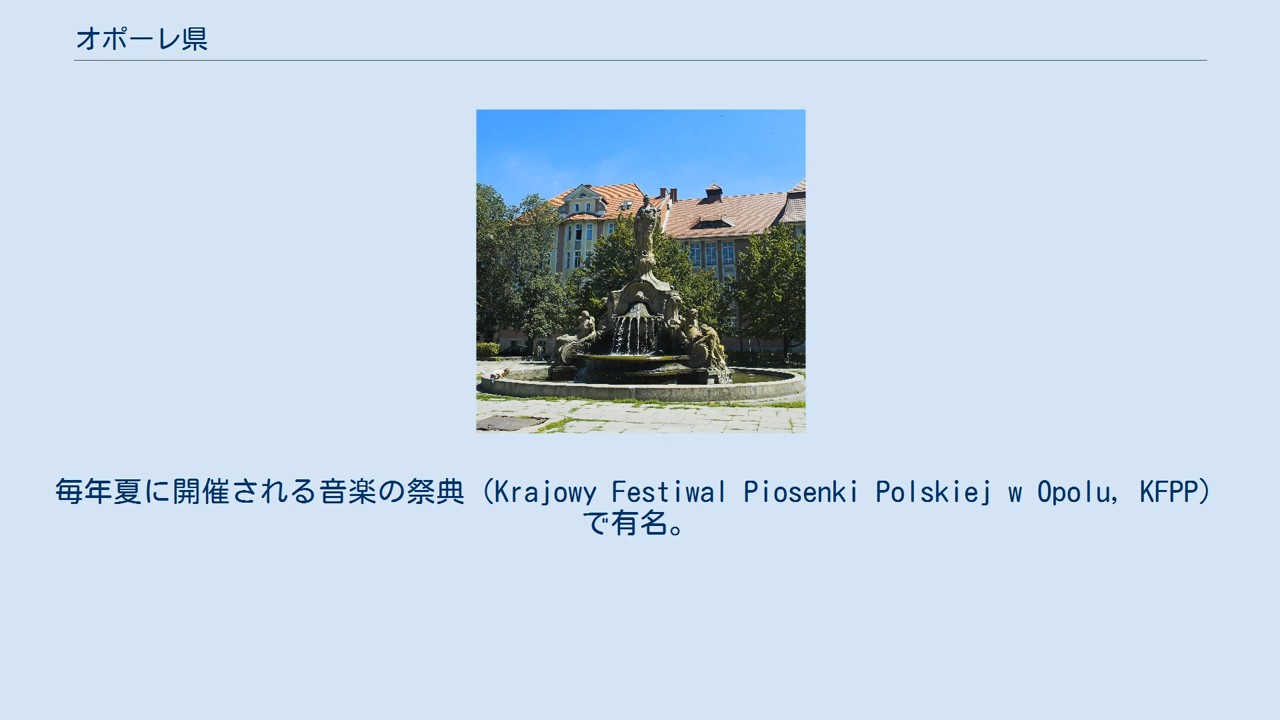 オポーレ県
毎年夏に開催される音楽の祭典（Krajowy Festiwal Piosenki Polskiej w Opolu, KFPP）
で有名。